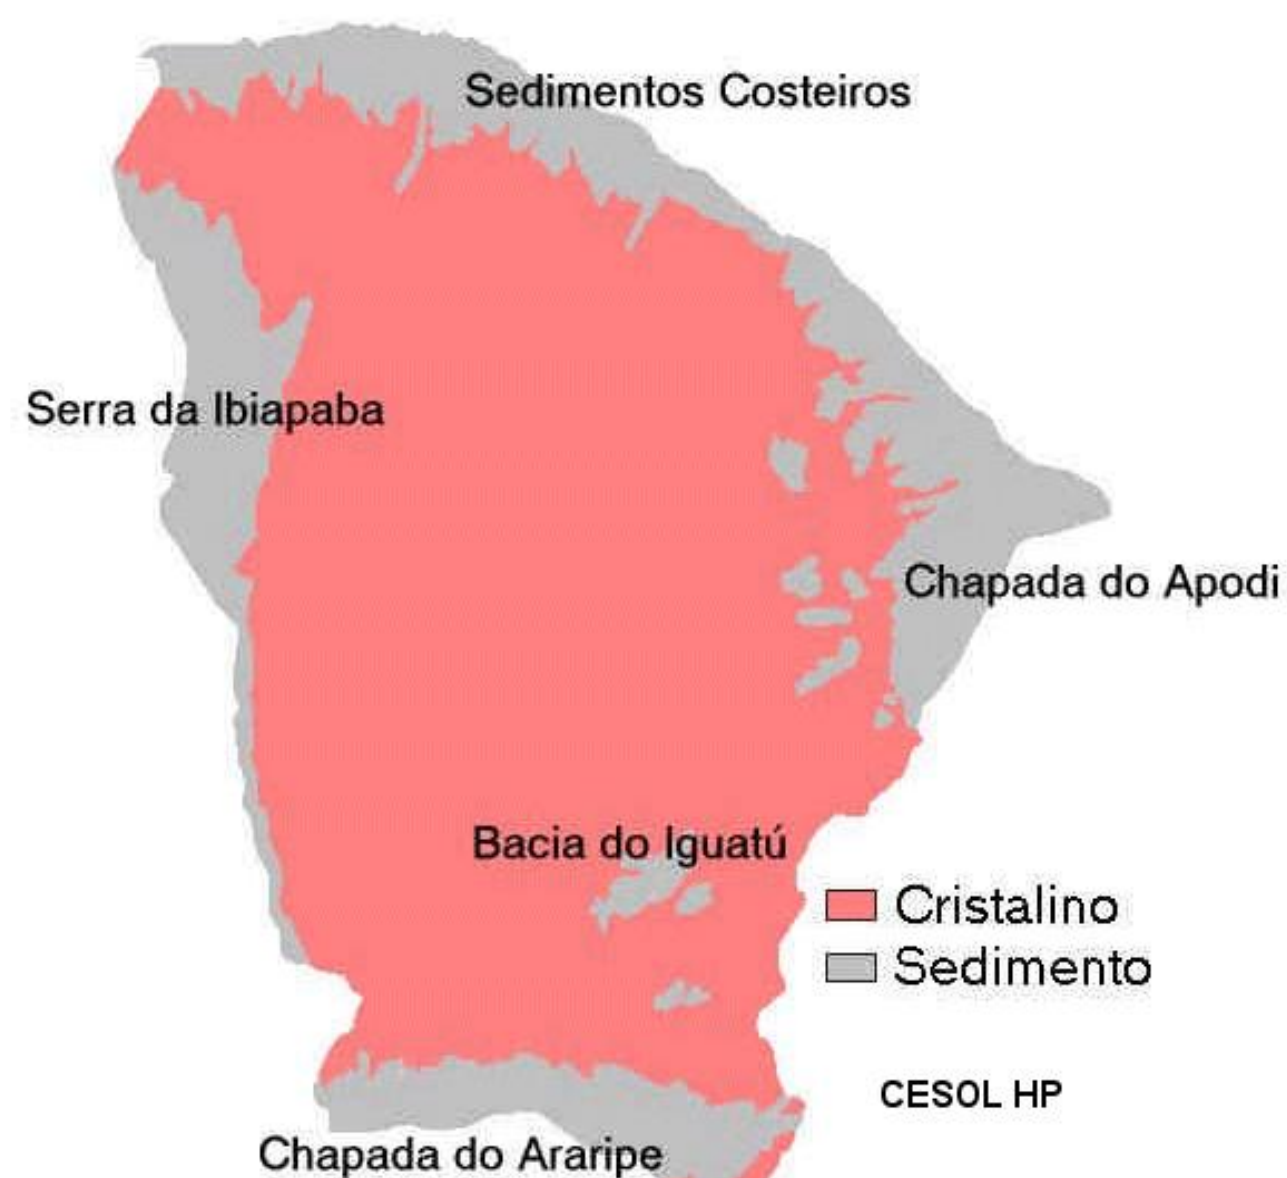 Sedimentos Costeiros
Serra da Ibiapaba
Chapada do Apodi
Bacia do Iguatú
Cristalino
Sedimento
CESOL HP
Chapada do Araripe